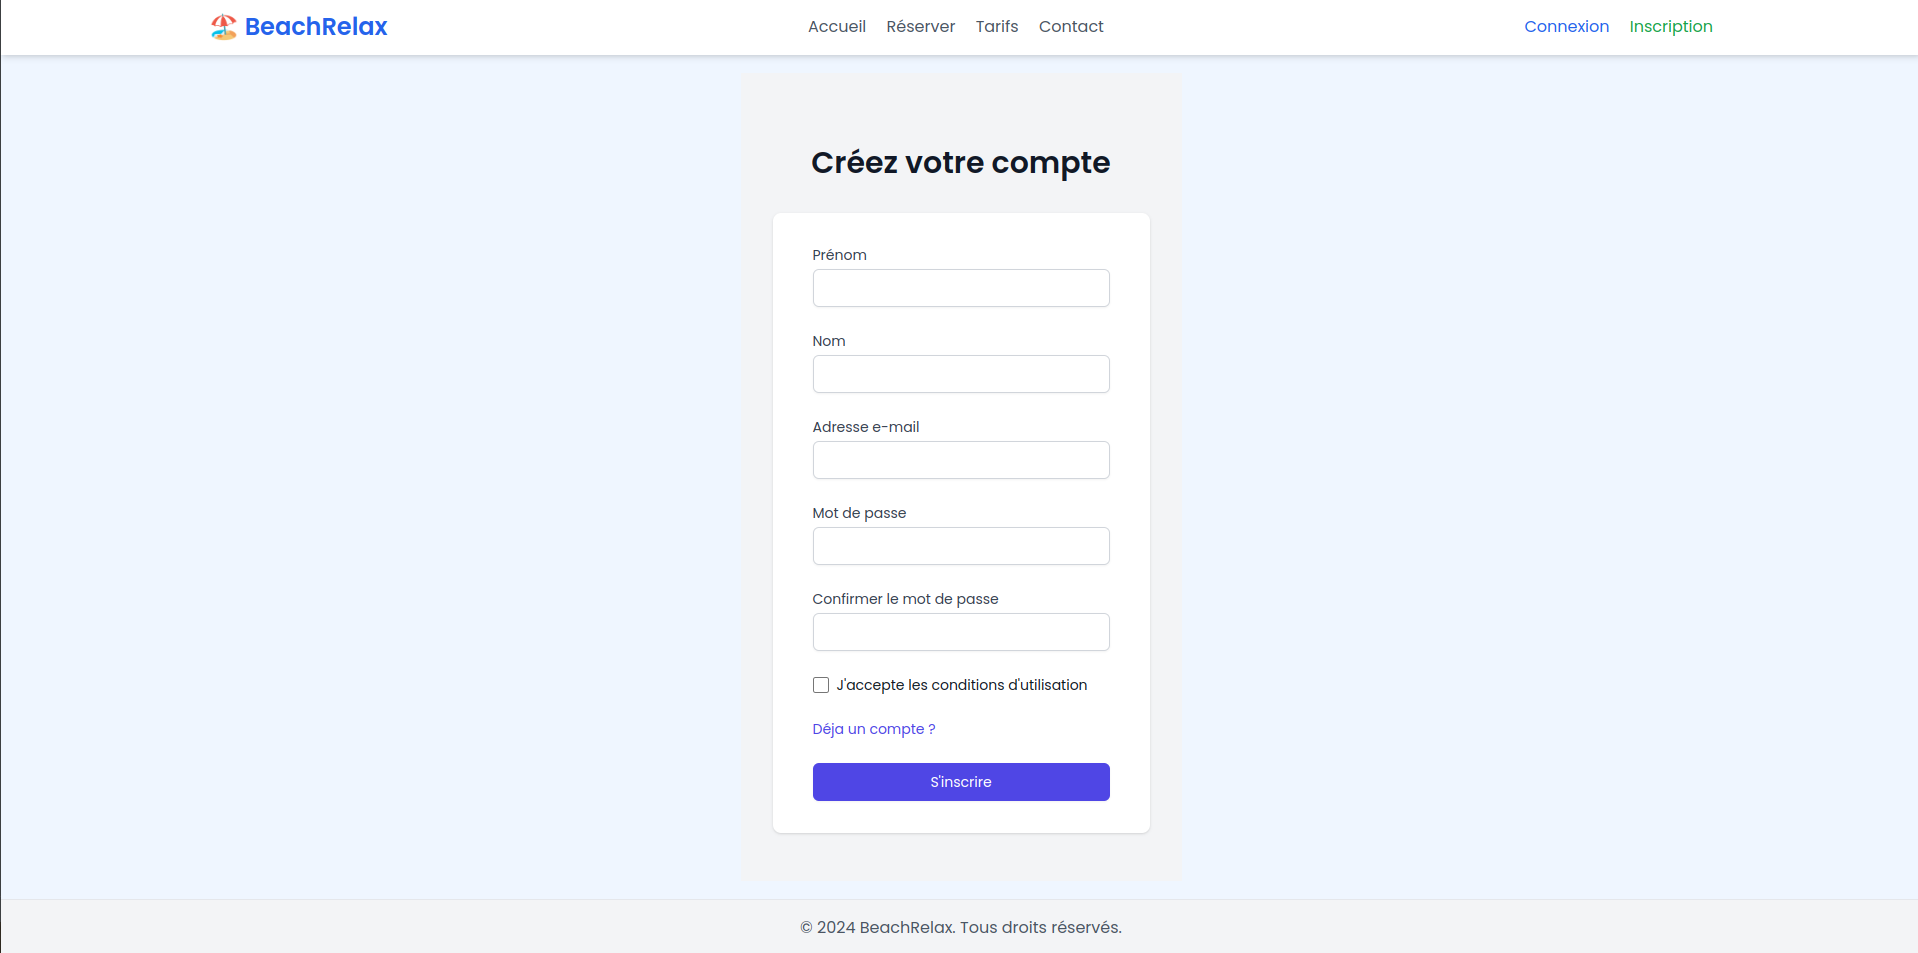 BeachRelax
Accueil Réserver Tarifs Contact
Connexion Inscription
Créez votre compte
Prénom
Nom
Adresse e-mail
Mot de passe
Confirmer le mot de passe
J'accepte les conditions d'utilisation
Déja un compte ?
S'inscrire
© 2024 BeachRelax. Tous droits réservés.